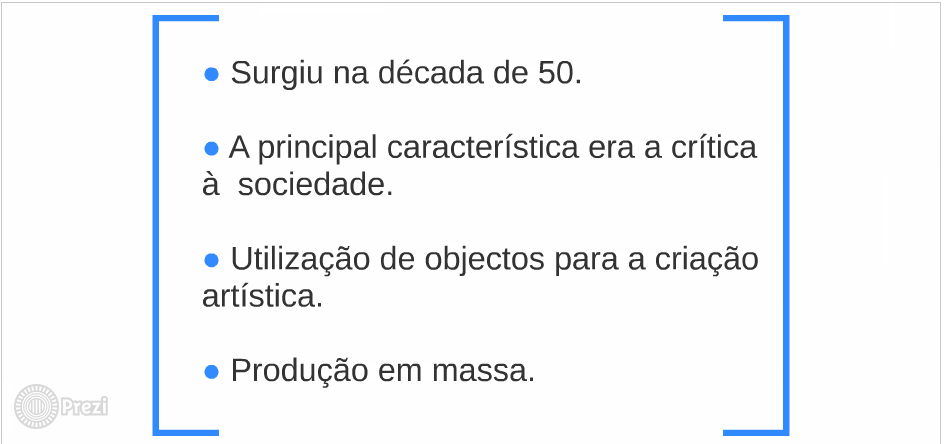 ● Surgiu na década de 50.
● A principal característica era a crítica
à sociedade.
● Utilização de objectos para a criação
artística.
● Produção em massa.
Prezi